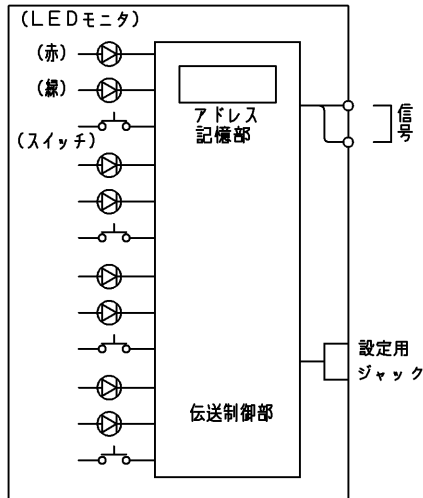 (LEDモニタ)
(赤)
(緑)
(スイッチ)
アドレス
記憶部
信号
設定用
ジャック
伝送制御部